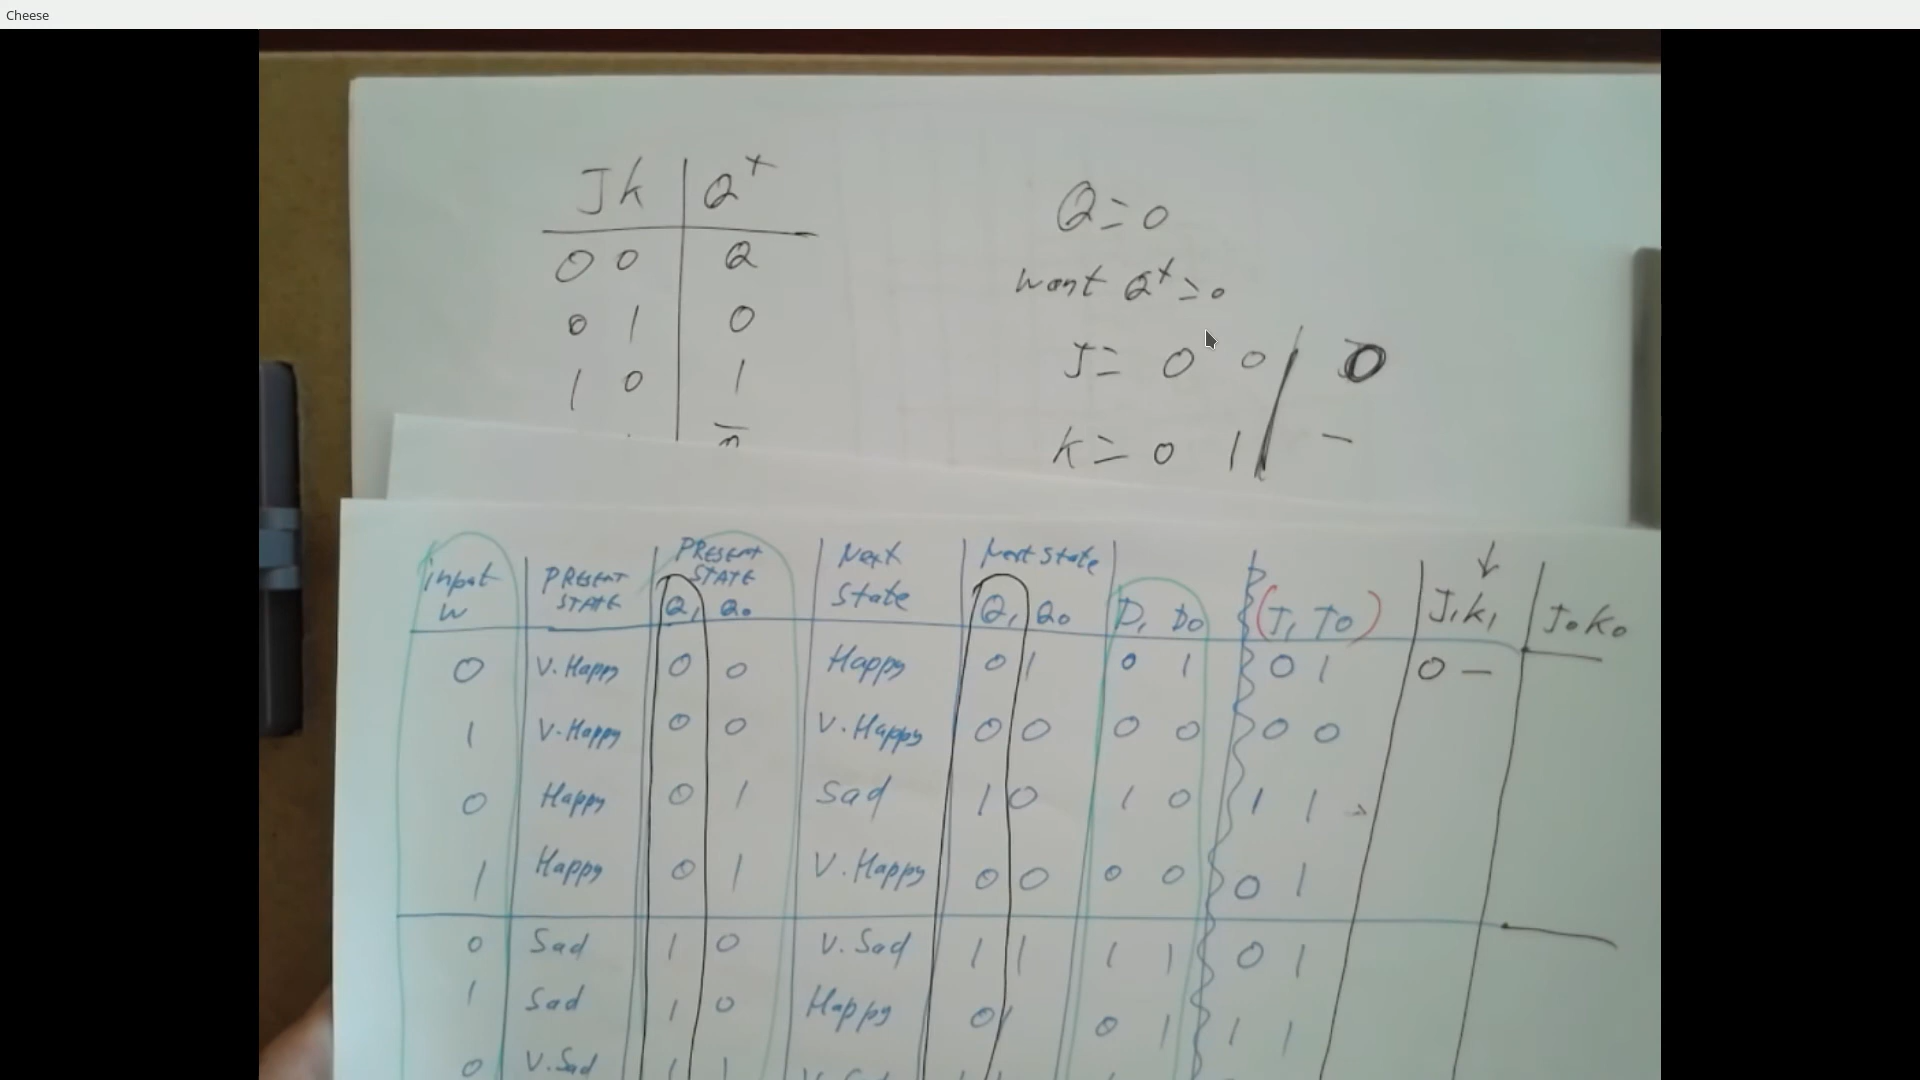 Cheese
J K | Q+
0 0 | Q
0 1 | 0
1 0 | 1
Q=0
want Q+=0
J= 0 0 | 0
K= 0 1 | -
input W | PRESENT STATE | PRESENT STATE Q1 Q0 | Next State | Next State Q1 Q0 | D1 D0 | (T1 T0) | J1K1 | J0K0
0 | V.Happy | 0 0 | Happy | 0 1 | 0 1 | 0 1 | 0 -
1 | V.Happy | 0 0 | V.Happy | 0 0 | 0 0 | 0 0
0 | Happy | 0 1 | Sad | 1 0 | 1 0 | 1 1
1 | Happy | 0 1 | V.Happy | 0 0 | 0 0 | 0 1
0 | Sad | 1 0 | V.Sad | 1 1 | 1 1 | 0 1
1 | Sad | 1 0 | Happy | 0 1 | 0 1 | 1 1
0 | V.Sad | 1 1